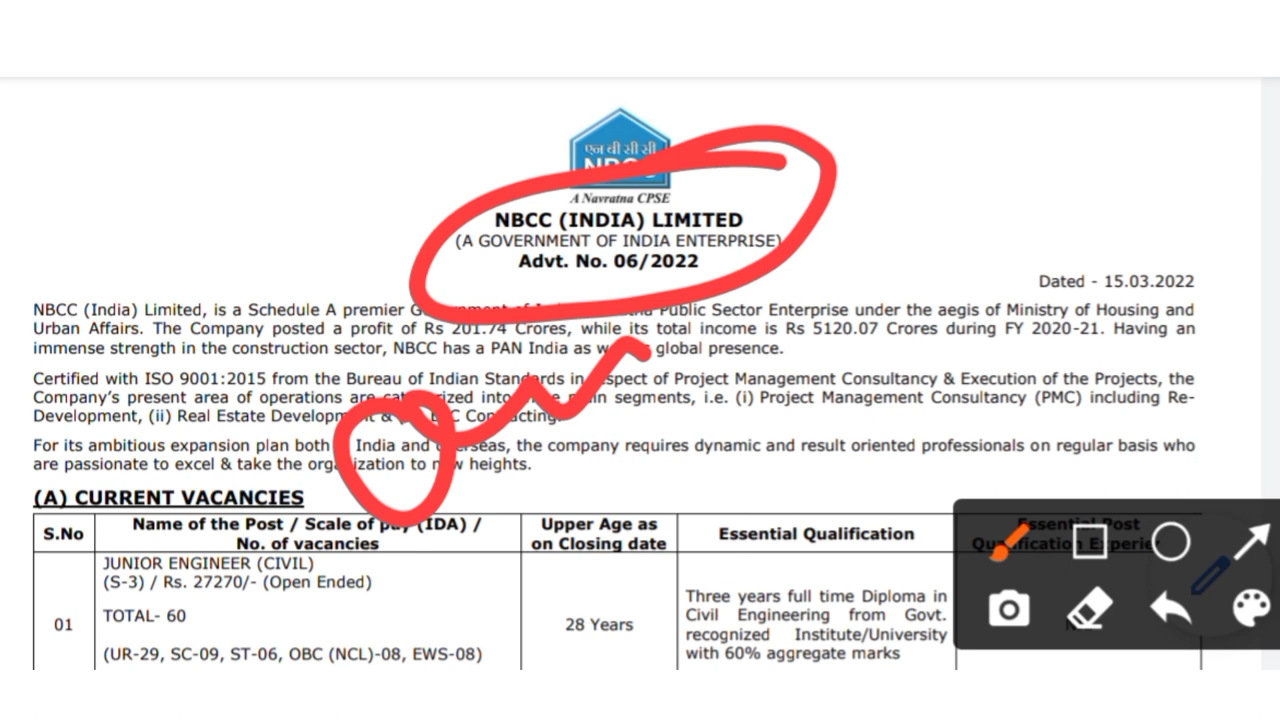 एन बी सी सी
A Navratna CPSE
NBCC (INDIA) LIMITED
(A GOVERNMENT OF INDIA ENTERPRISE)
Advt. No. 06/2022
Dated - 15.03.2022
NBCC (India) Limited, is a Schedule A premier Public Sector Enterprise under the aegis of Ministry of Housing and
Urban Affairs. The Company posted a profit of Rs 201.74 Crores, while its total income is Rs 5120.07 Crores during FY 2020-21. Having an
immense strength in the construction sector, NBCC has a PAN India as global presence.
Certified with ISO 9001:2015 from the Bureau of Indian Standards in respect of Project Management Consultancy & Execution of the Projects, the
Company's present area of operations are categorized into segments, i.e. (i) Project Management Consultancy (PMC) including Re-
Development, (ii) Real Estate Development & Contracting.
For its ambitious expansion plan both India and overseas, the company requires dynamic and result oriented professionals on regular basis who
are passionate to excel & take the organization to new heights.
(A) CURRENT VACANCIES
S.No Name of the Post / Scale of pay (IDA) / No. of vacancies Upper Age as on Closing date Essential Qualification Essential Post Qualification
01
JUNIOR ENGINEER (CIVIL)
(S-3) / Rs. 27270/- (Open Ended)
TOTAL- 60
(UR-29, SC-09, ST-06, OBC (NCL)-08, EWS-08)
28 Years
Three years full time Diploma in
Civil Engineering from Govt.
recognized Institute/University
with 60% aggregate marks